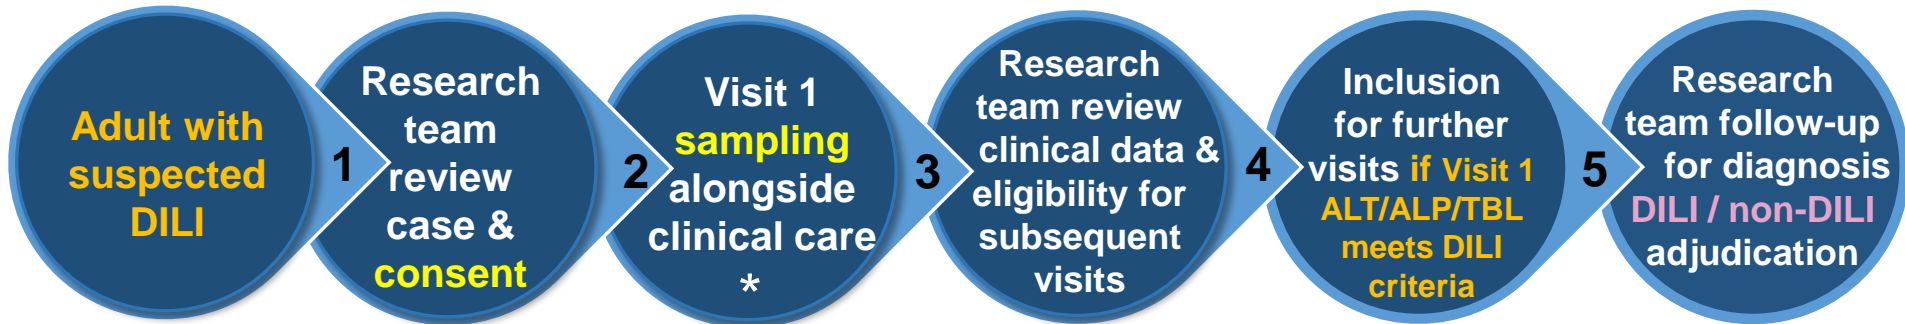 Adult with
suspected
DILI
1
Research
team
review
case &
consent
2
Visit 1
sampling
alongside
clinical care
*
3
Research
team review
clinical data &
eligibility for
subsequent
visits
4
Inclusion
for further
visits if Visit 1
ALT/ALP/TBL
meets DILI
criteria
5
Research
team follow-up
for diagnosis
DILI / non-DILI
adjudication